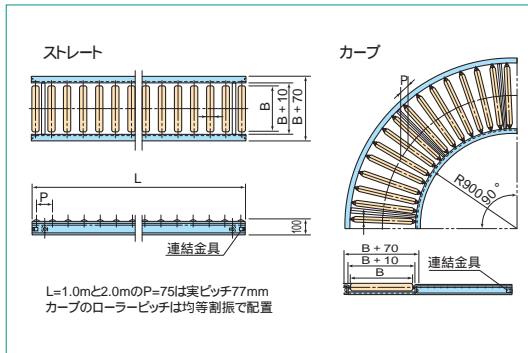 ストレート
カーブ
P
B
B + 10
B + 70
P
R900
90°
L
P
100
連結金具
B + 70
B + 10
B
連結金具
L=1.0mと2.0mのP=75は実ピッチ77mm
カーブのローラーピッチは均等割振で配置